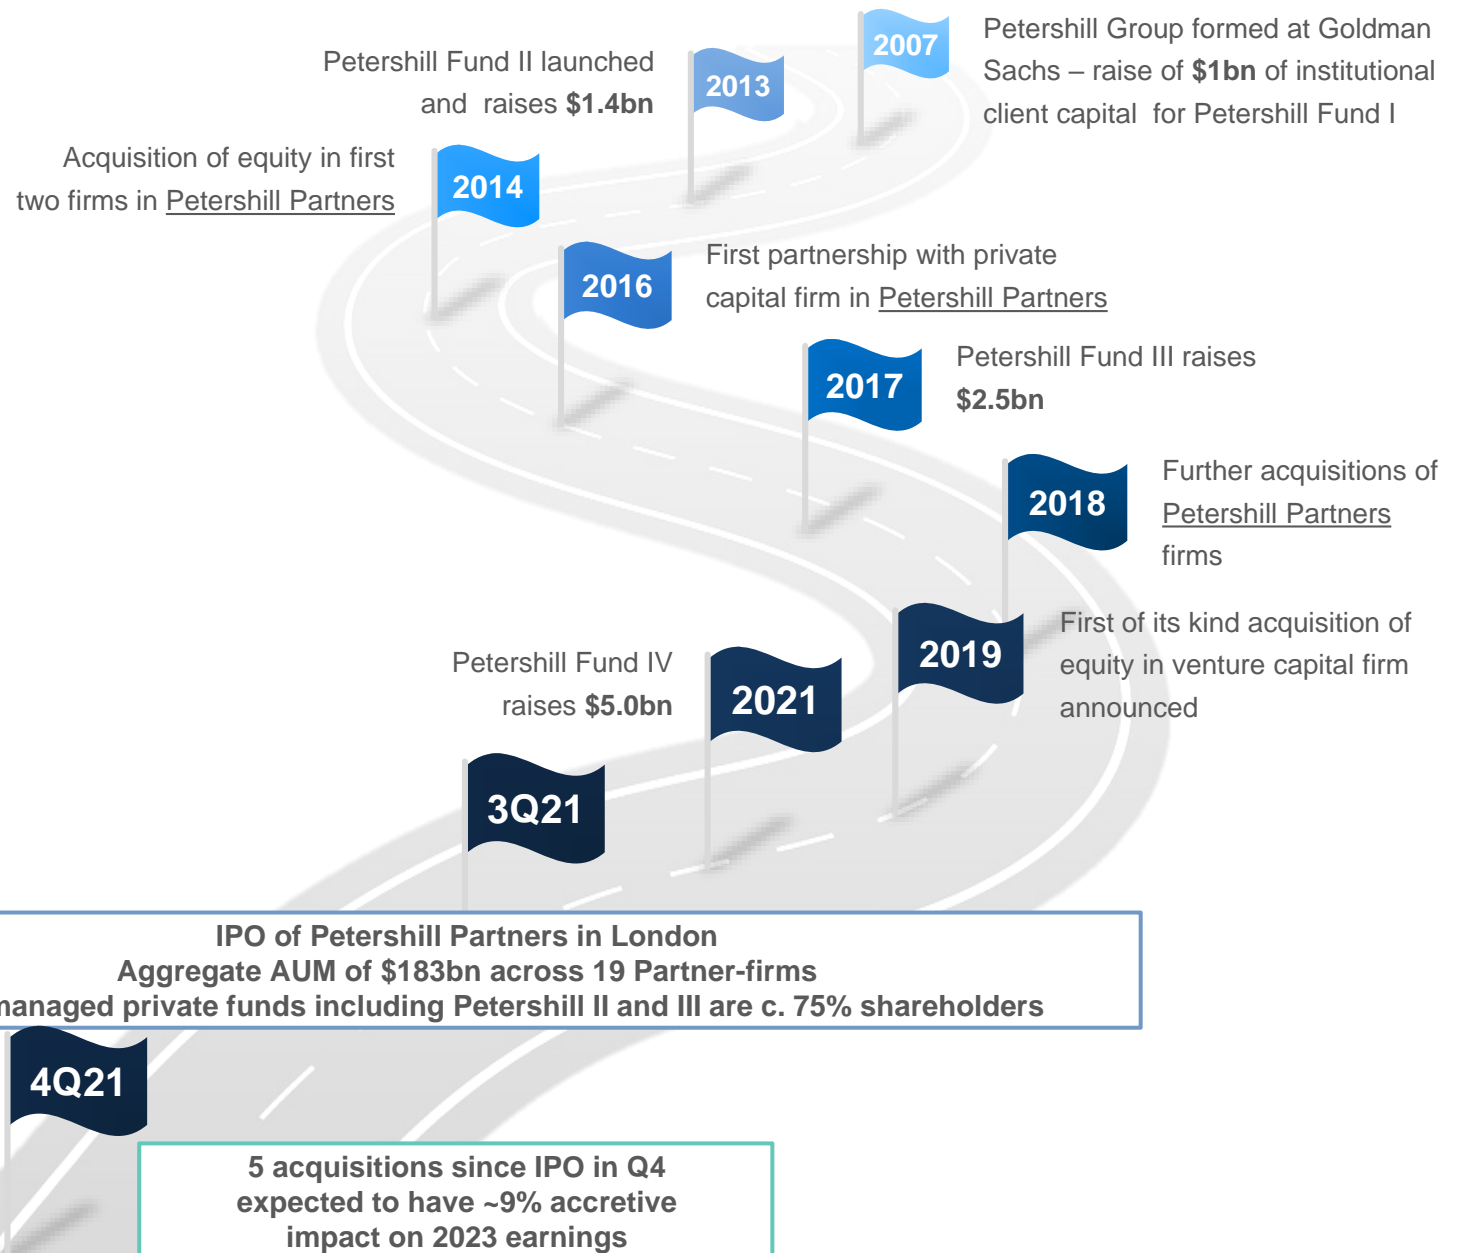 2007
Petershill Group formed at Goldman
Sachs – raise of $1bn of institutional
client capital for Petershill Fund I
Petershill Fund II launched
and raises $1.4bn
2013
Acquisition of equity in first
two firms in Petershill Partners
2014
2016
First partnership with private
capital firm in Petershill Partners
2017
Petershill Fund III raises
$2.5bn
2018
Further acquisitions of
Petershill Partners
firms
2019
First of its kind acquisition of
equity in venture capital firm
announced
Petershill Fund IV
raises $5.0bn
2021
3Q21
IPO of Petershill Partners in London
Aggregate AUM of $183bn across 19 Partner-firms
managed private funds including Petershill II and III are c. 75% shareholders
4Q21
5 acquisitions since IPO in Q4
expected to have ~9% accretive
impact on 2023 earnings